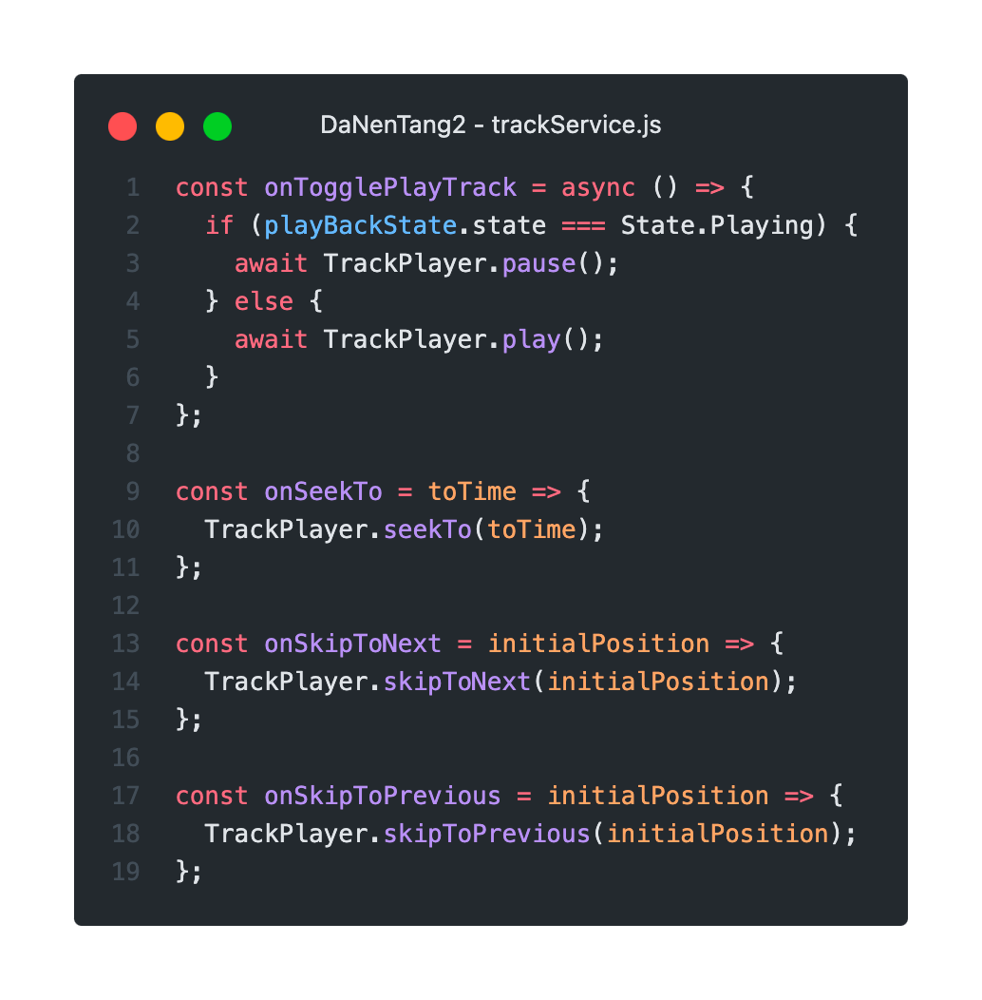 DaNenTang2 - trackService.js
1 const onTogglePlayTrack = async () => {
2   if (playBackState.state === State.Playing) {
3     await TrackPlayer.pause();
4   } else {
5     await TrackPlayer.play();
6   }
7 };
8
9 const onSeekTo = toTime => {
10   TrackPlayer.seekTo(toTime);
11 };
12
13 const onSkipToNext = initialPosition => {
14   TrackPlayer.skipToNext(initialPosition);
15 };
16
17 const onSkipToPrevious = initialPosition => {
18   TrackPlayer.skipToPrevious(initialPosition);
19 };